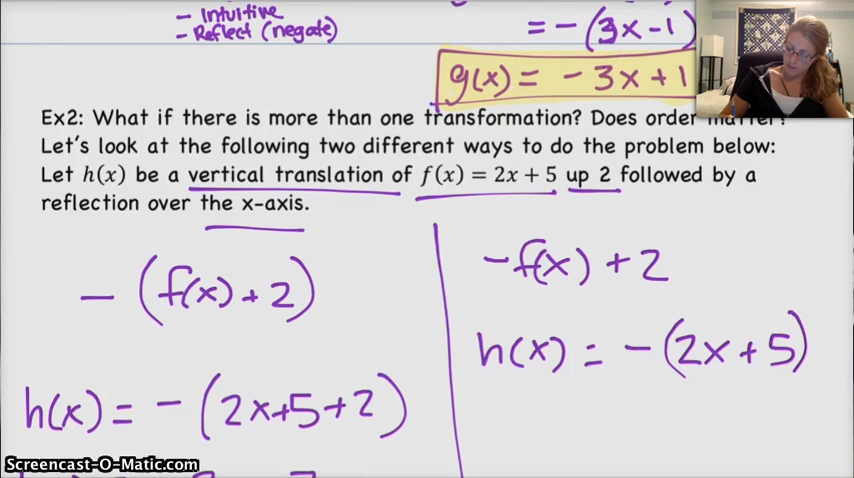 - Intuitive
- Reflect (negate)
= -(3x-1)
g(x) = -3x+1
Ex2: What if there is more than one transformation? Does order matter?
Let's look at the following two different ways to do the problem below:
Let h(x) be a vertical translation of f(x) = 2x + 5 up 2 followed by a
reflection over the x-axis.
- (f(x)+2)
h(x) = - (2x+5+2)
-f(x) + 2
h(x) = -(2x+5)
Screencast-O-Matic.com